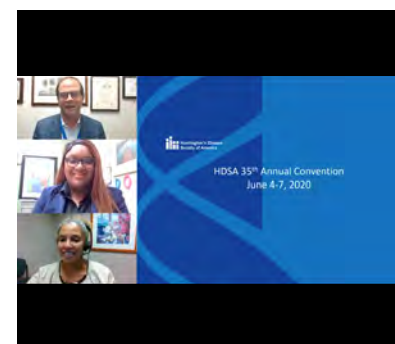 Huntington's Disease
Society of America
HDSA 35th Annual Convention
June 4-7, 2020